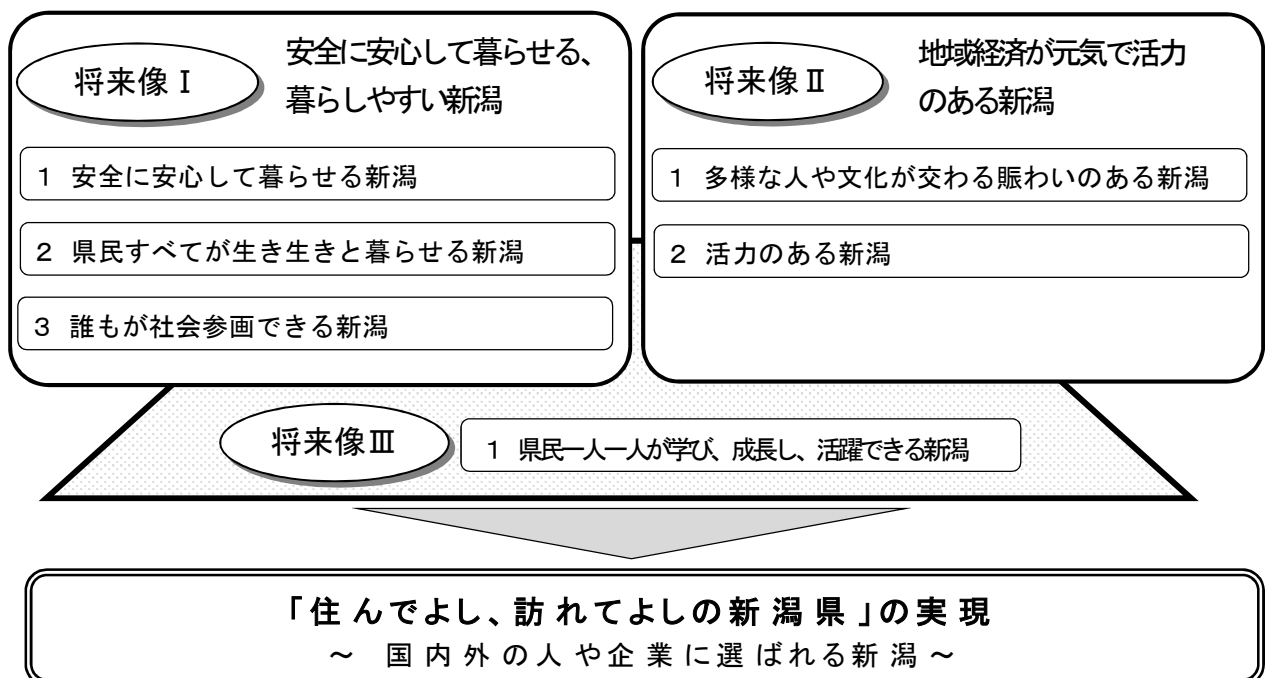 将来像Ⅰ
安全に安心して暮らせる、
暮らしやすい新潟
1 安全に安心して暮らせる新潟
2 県民すべてが生き生きと暮らせる新潟
3 誰もが社会参画できる新潟
将来像Ⅱ
地域経済が元気で活力
のある新潟
1 多様な人や文化が交わる賑わいのある新潟
2 活力のある新潟
将来像Ⅲ
1 県民一人一人が学び、成長し、活躍できる新潟
「住んでよし、訪れてよしの新潟県」の実現
～ 国内外の人や企業に選ばれる新潟～